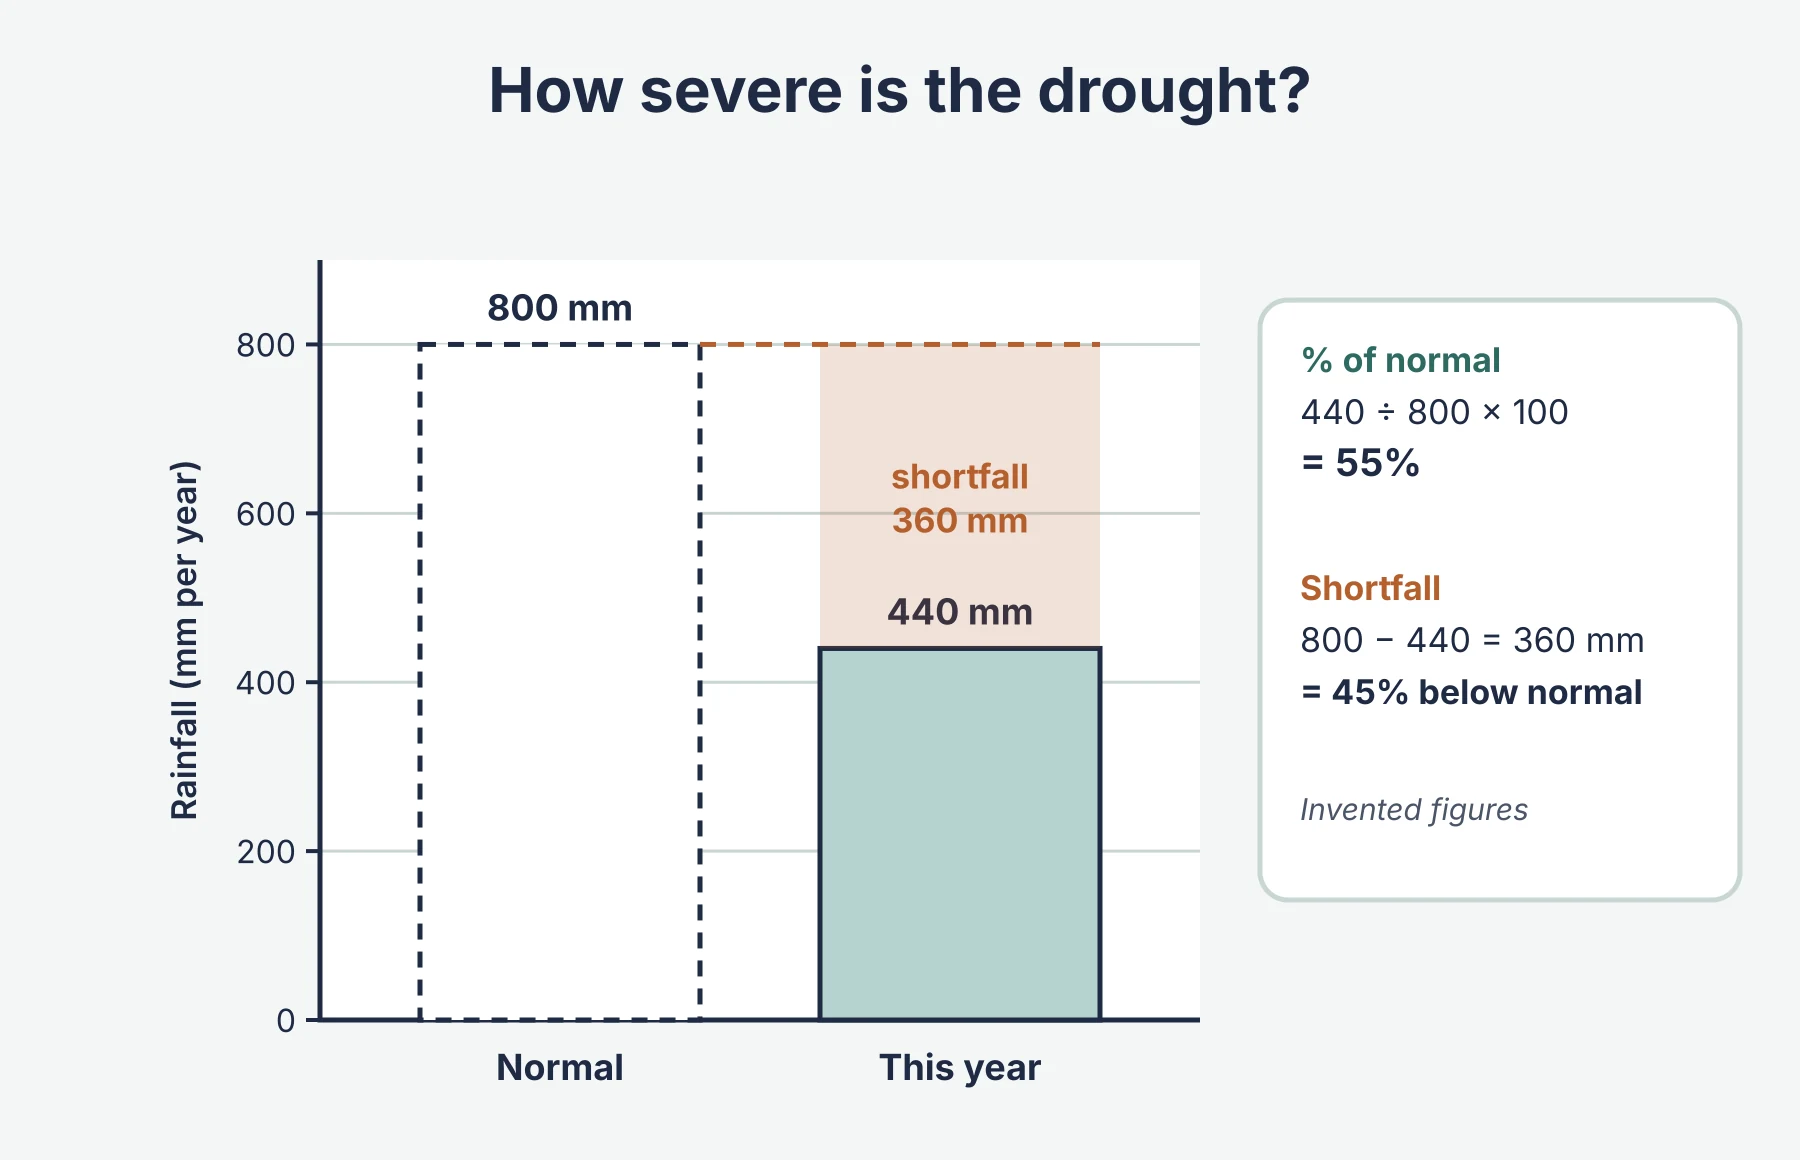 How severe is the drought?
Rainfall (mm per year)
800
600
400
200
0
800 mm
shortfall
360 mm
440 mm
Normal
This year
% of normal
440 ÷ 800 × 100
= 55%
Shortfall
800 − 440 = 360 mm
= 45% below normal
Invented figures